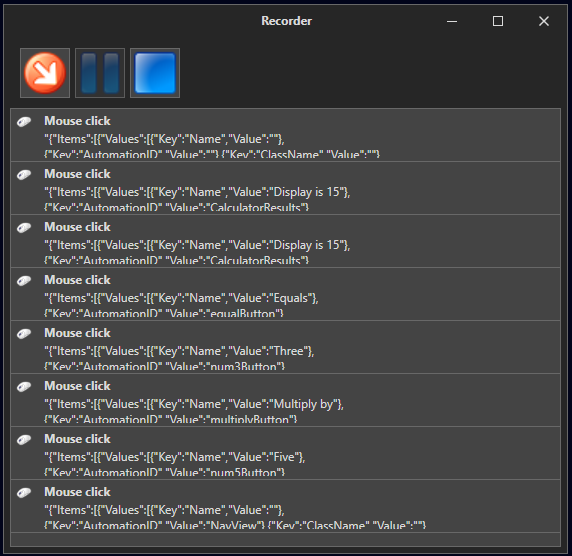 Recorder
Mouse click
"{"Items":[{"Values":[{"Key":"Name","Value":""},
{"Key":"AutomationID","Value":""},{"Key":"ClassName","Value":""}
Mouse click
"{"Items":[{"Values":[{"Key":"Name","Value":"Display is 15"},
{"Key":"AutomationID","Value":"CalculatorResults"}
Mouse click
"{"Items":[{"Values":[{"Key":"Name","Value":"Display is 15"},
{"Key":"AutomationID","Value":"CalculatorResults"}
Mouse click
"{"Items":[{"Values":[{"Key":"Name","Value":"Equals"},
{"Key":"AutomationID","Value":"equalButton"}
Mouse click
"{"Items":[{"Values":[{"Key":"Name","Value":"Three"},
{"Key":"AutomationID","Value":"num3Button"}
Mouse click
"{"Items":[{"Values":[{"Key":"Name","Value":"Multiply by"},
{"Key":"AutomationID","Value":"multiplyButton"}
Mouse click
"{"Items":[{"Values":[{"Key":"Name","Value":"Five"},
{"Key":"AutomationID","Value":"num5Button"}
Mouse click
"{"Items":[{"Values":[{"Key":"Name","Value":""},
{"Key":"AutomationID","Value":"NavView"},{"Key":"ClassName","Value":""}